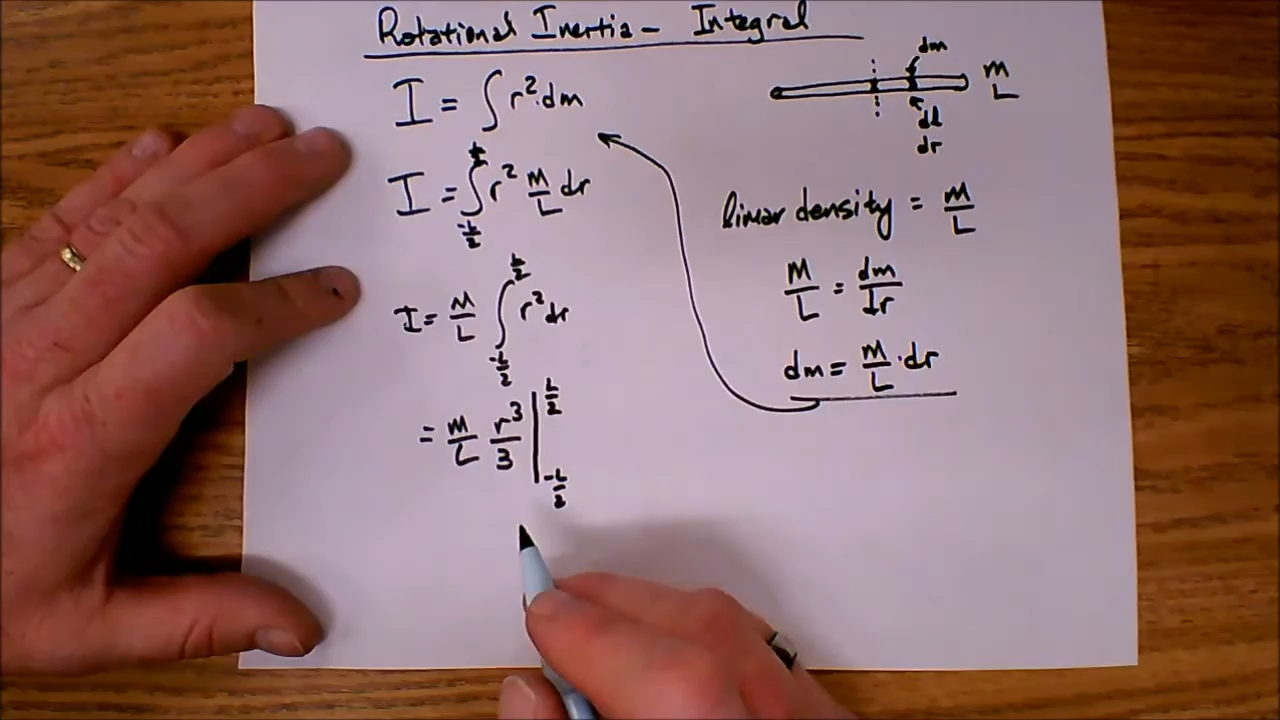 Rotational Inertia - Integral
I = ∫ r² · dm
I = ∫_{-L/2}^{L/2} r² M/L dr
I = M/L ∫_{-L/2}^{L/2} r² dr
= M/L r³/3 |_{-L/2}^{L/2}
dm
M
L
dl
dr
linear density = M/L
M/L = dm/dr
dm = M/L · dr